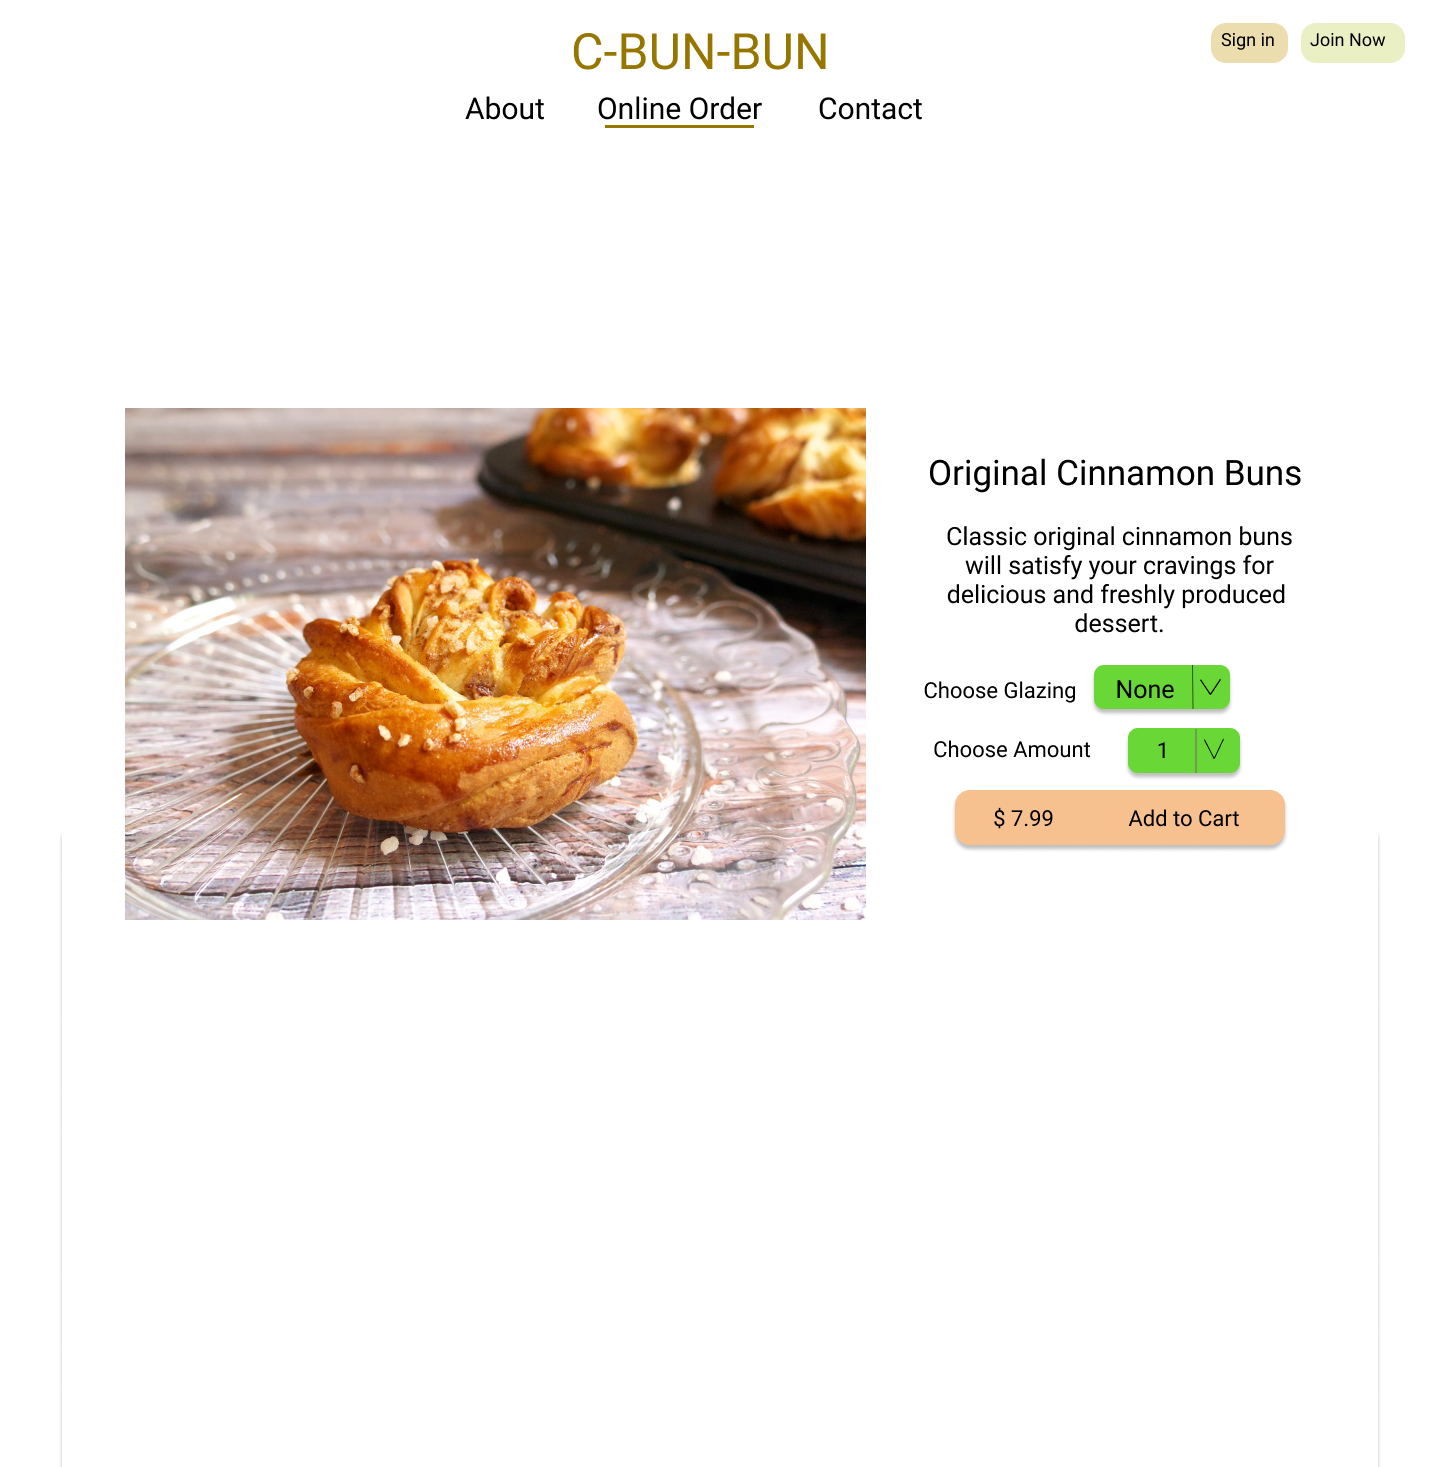 C-BUN-BUN
Sign in
Join Now
About
Online Order
Contact
Original Cinnamon Buns
Classic original cinnamon buns
will satisfy your cravings for
delicious and freshly produced
dessert.
Choose Glazing
None
Choose Amount
1
$ 7.99
Add to Cart